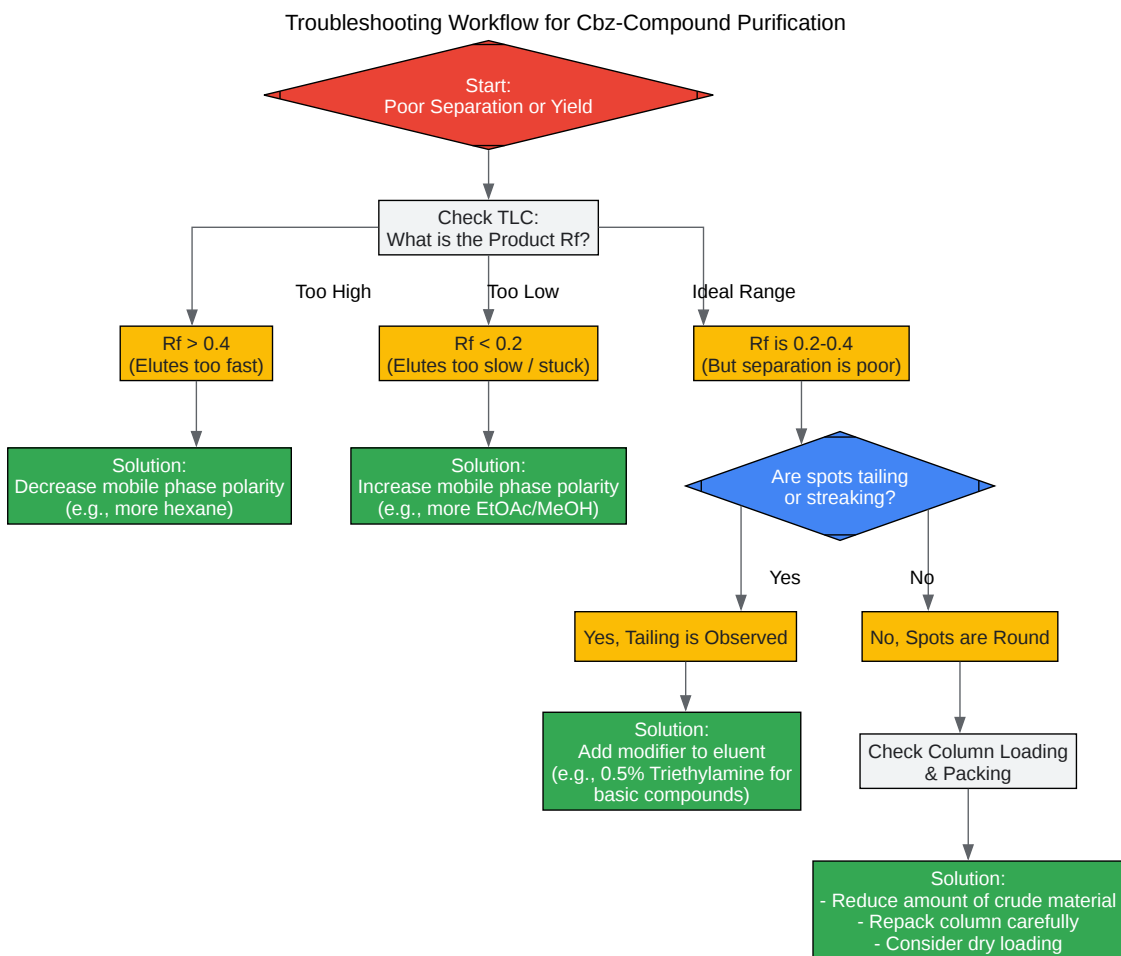 Troubleshooting Workflow for Cbz-Compound Purification
Start:
Poor Separation or Yield
Check TLC:
What is the Product Rf?
Too High
Too Low
Ideal Range
Rf > 0.4
(Elutes too fast)
Rf < 0.2
(Elutes too slow / stuck)
Rf is 0.2-0.4
(But separation is poor)
Solution:
Decrease mobile phase polarity
(e.g., more hexane)
Solution:
Increase mobile phase polarity
(e.g., more EtOAc/MeOH)
Are spots tailing
or streaking?
Yes
No
Yes, Tailing is Observed
No, Spots are Round
Solution:
Add modifier to eluent
(e.g., 0.5% Triethylamine for
basic compounds)
Check Column Loading
& Packing
Solution:
- Reduce amount of crude material
- Repack column carefully
- Consider dry loading